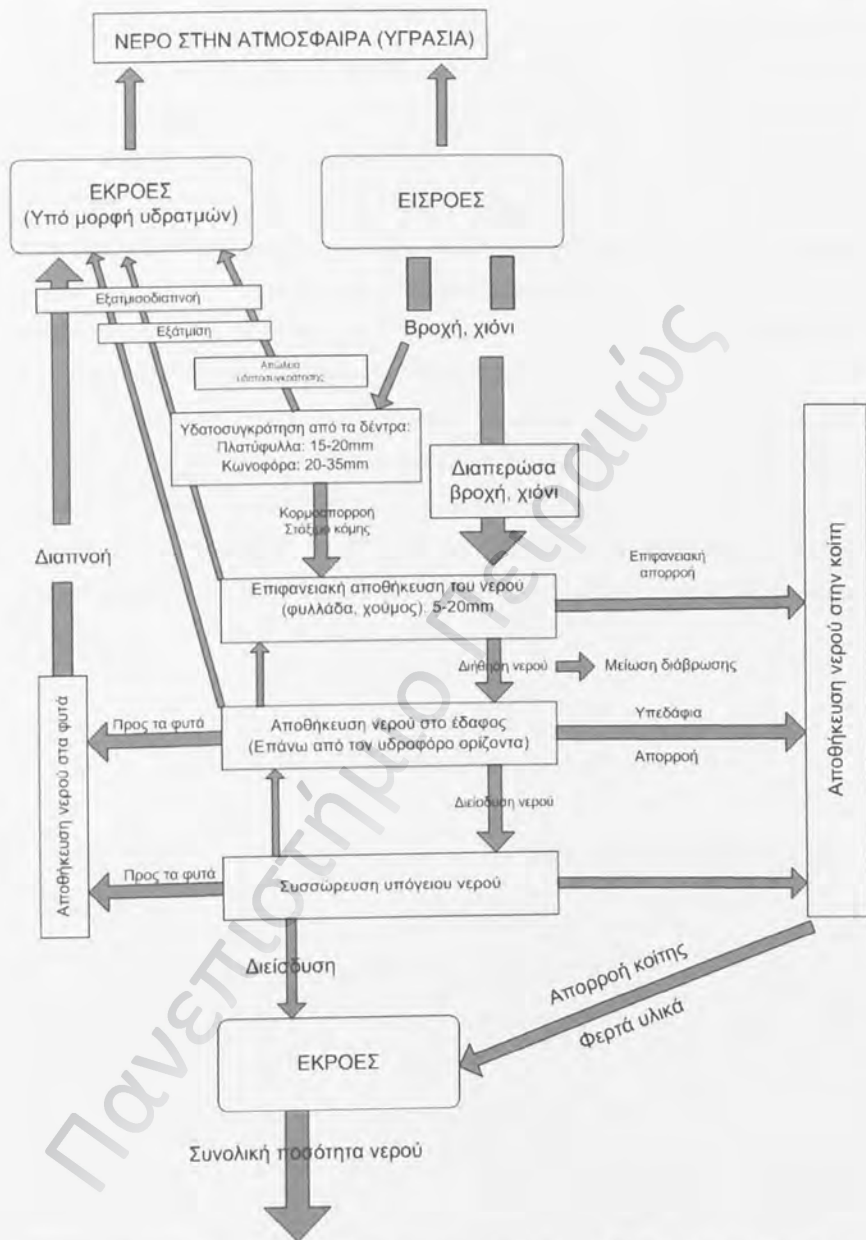 ΝΕΡΟ ΣΤΗΝ ΑΤΜΟΣΦΑΙΡΑ (ΥΓΡΑΣΙΑ)
ΕΚΡΟΕΣ
(Υπό μορφή υδρατμών)
ΕΙΣΡΟΕΣ
Εξατμισοδιαπνοή
Εξάτμιση
Βροχή, χιόνι
Απώλεια
υδατοσυγκράτησης
Υδατοσυγκράτηση από τα δέντρα:
Πλατύφυλλα: 15-20mm
Κωνοφόρα: 20-35mm
Διαπερώσα
βροχή, χιόνι
Κορμοαπορροή
Στάξιμο κόμης
Διαπνοή
Επιφανειακή αποθήκευση του νερού
(φυλλάδα, χούμος): 5-20mm
Επιφανειακή
απορροή
Διήθηση νερού
Μείωση διάβρωσης
Αποθήκευση νερού στην κοίτη
Προς τα φυτά
Αποθήκευση νερού στο έδαφος
(Επάνω από τον υδροφόρο ορίζοντα)
Υπεδάφια
Απορροή
Διείσδυση νερού
Αποθήκευση νερού στα φυτά
Προς τα φυτά
Συσσώρευση υπόγειου νερού
Διείσδυση
Απορροή κοίτης
Φερτά υλικά
ΕΚΡΟΕΣ
Συνολική ποσότητα νερού
Πανεπιστήμιο Πειραιώς